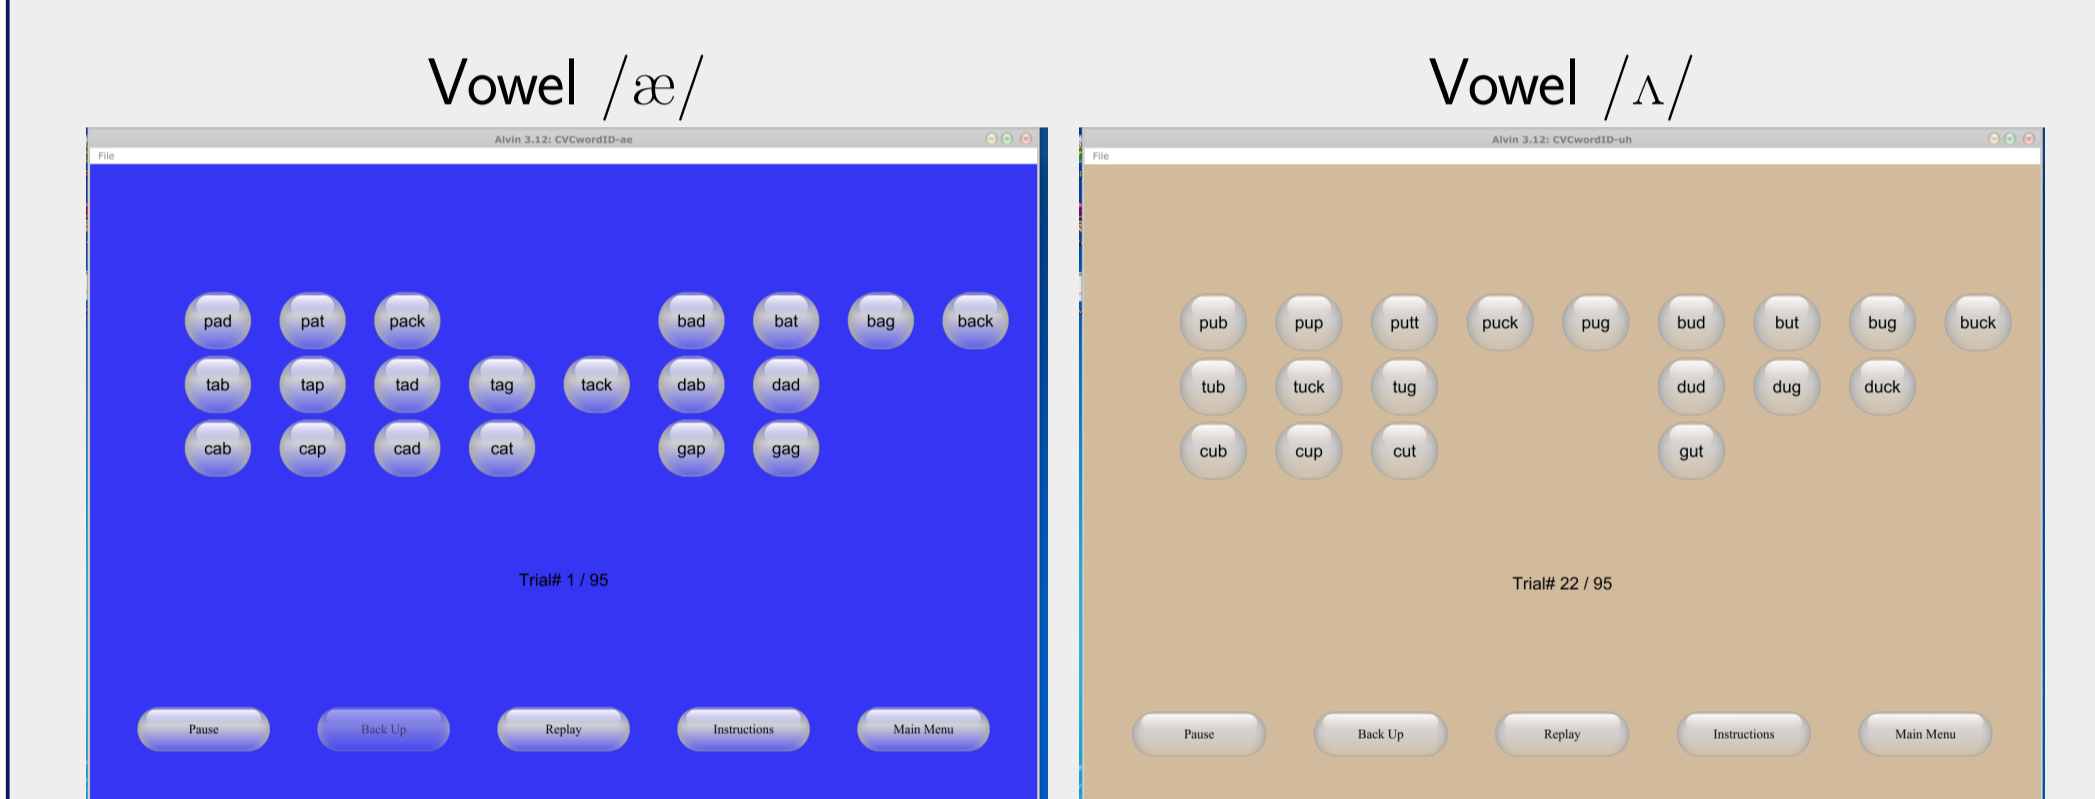 Vowel /æ/
Alvin 3.12: CVCwordID-ae
File
pad pat pack bad bat bag back
tab tap tad tag tack dab dad
cab cap cad cat gap gag
Trial# 1 / 95
Pause Back Up Replay Instructions Main Menu
Vowel /ʌ/
Alvin 3.12: CVCwordID-uh
File
pub pup putt puck pug bud but bug buck
tub tuck tug dud dug duck
cub cup cut gut
Trial# 22 / 95
Pause Back Up Replay Instructions Main Menu